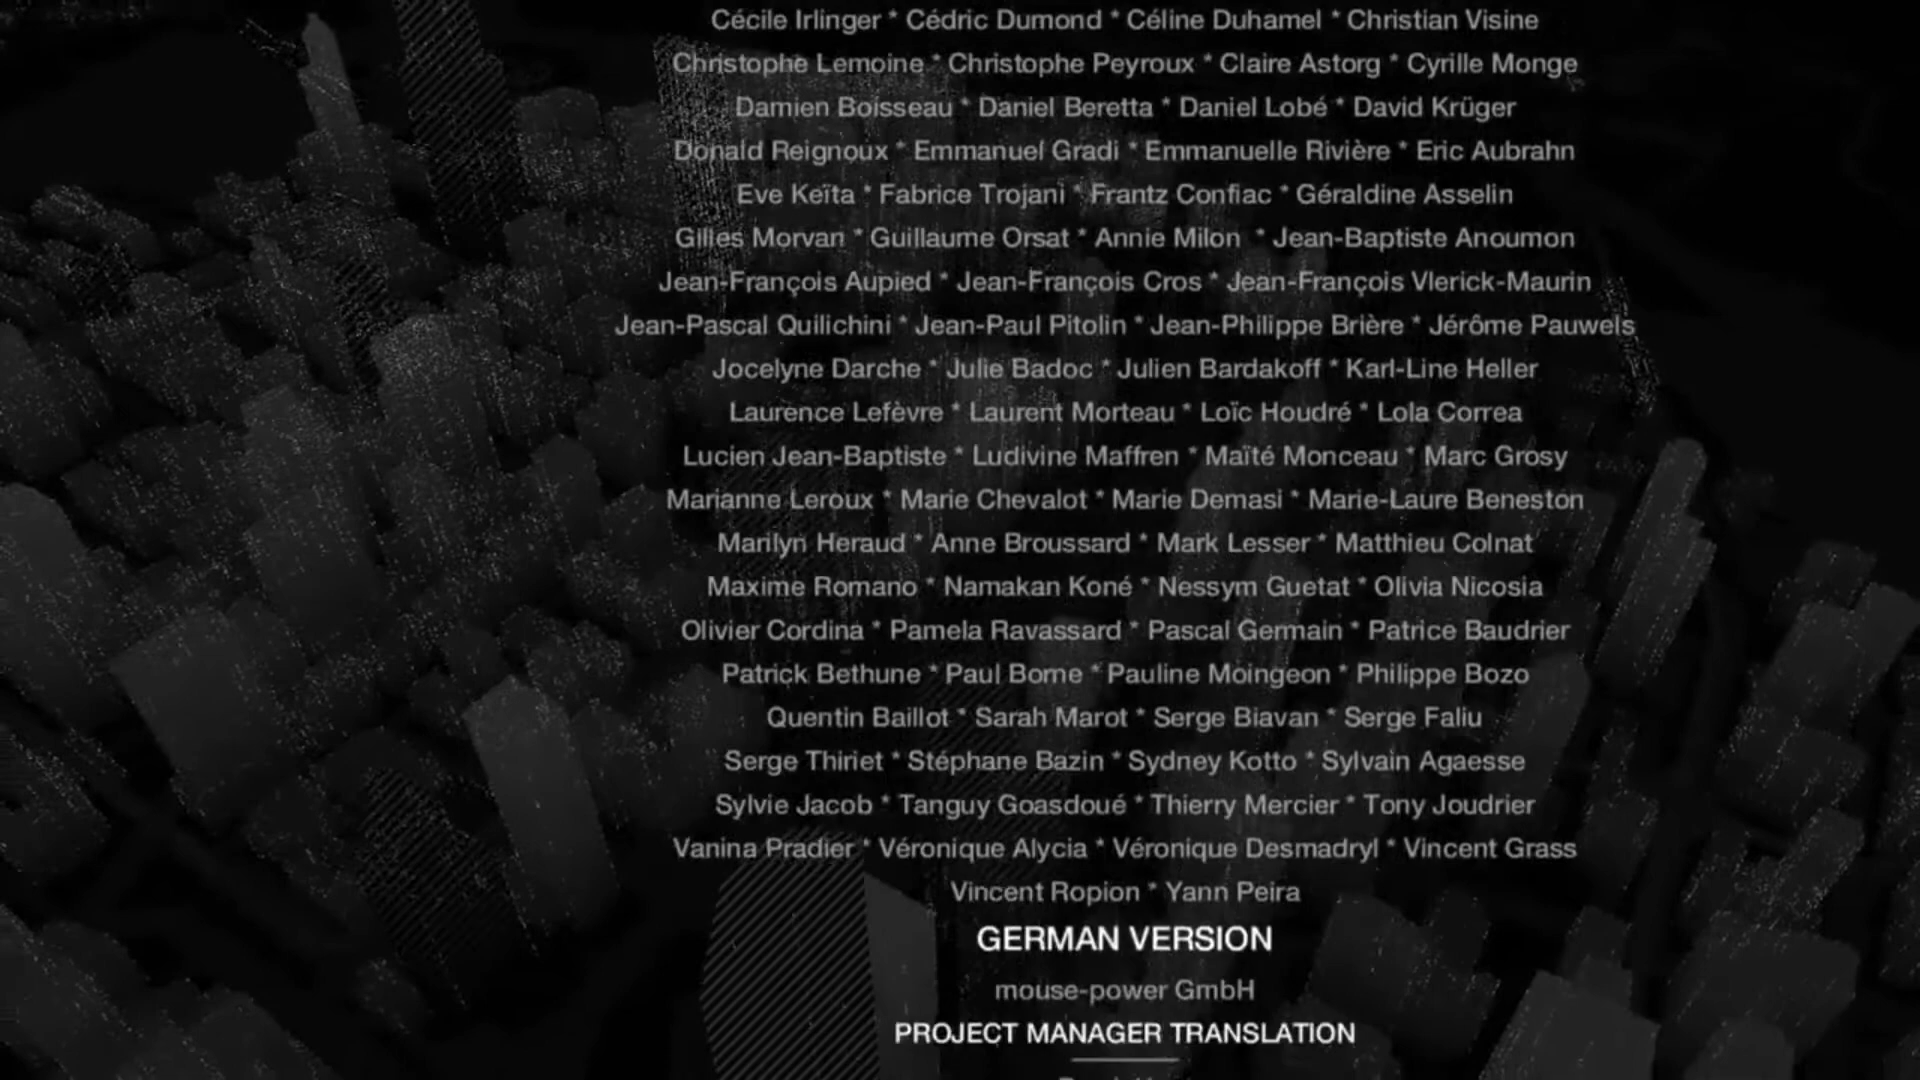 Cécile Irlinger * Cédric Dumond * Céline Duhamel * Christian Visine
Christophe Lemoine * Christophe Peyroux * Claire Astorg * Cyrille Monge
Damien Boisseau * Daniel Beretta * Daniel Lobé * David Krüger
Donald Reignoux * Emmanuel Gradi * Emmanuelle Rivière * Eric Aubrahn
Eve Keïta * Fabrice Trojani * Frantz Confiac * Géraldine Asselin
Gilles Morvan * Guillaume Orsat * Annie Milon * Jean-Baptiste Anoumon
Jean-François Aupied * Jean-François Cros * Jean-François Vlerick-Maurin
Jean-Pascal Quilichini * Jean-Paul Pitolin * Jean-Philippe Brière * Jérôme Pauwels
Jocelyne Darche * Julie Badoc * Julien Bardakoff * Karl-Line Heller
Laurence Lefèvre * Laurent Morteau * Loïc Houdré * Lola Correa
Lucien Jean-Baptiste * Ludivine Maffren * Maïté Monceau * Marc Grosy
Marianne Leroux * Marie Chevalot * Marie Demasi * Marie-Laure Beneston
Marilyn Heraud * Anne Broussard * Mark Lesser * Matthieu Colnat
Maxime Romano * Namakan Koné * Nessym Guetat * Olivia Nicosia
Olivier Cordina * Pamela Ravassard * Pascal Germain * Patrice Baudrier
Patrick Bethune * Paul Borne * Pauline Moingeon * Philippe Bozo
Quentin Baillot * Sarah Marot * Serge Biavan * Serge Faliu
Serge Thiriet * Stéphane Bazin * Sydney Kotto * Sylvain Agaesse
Sylvie Jacob * Tanguy Goasdoué * Thierry Mercier * Tony Joudrier
Vanina Pradier * Véronique Alycia * Véronique Desmadryl * Vincent Grass
Vincent Ropion * Yann Peira
GERMAN VERSION
mouse-power GmbH
PROJECT MANAGER TRANSLATION